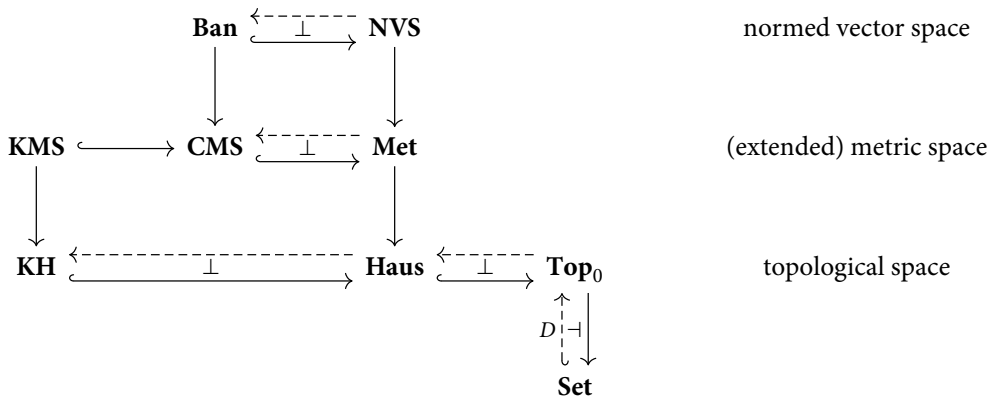 Ban ⊥ NVS normed vector space
KMS CMS ⊥ Met (extended) metric space
KH ⊥ Haus ⊥ Top₀ topological space
D ⊣
Set